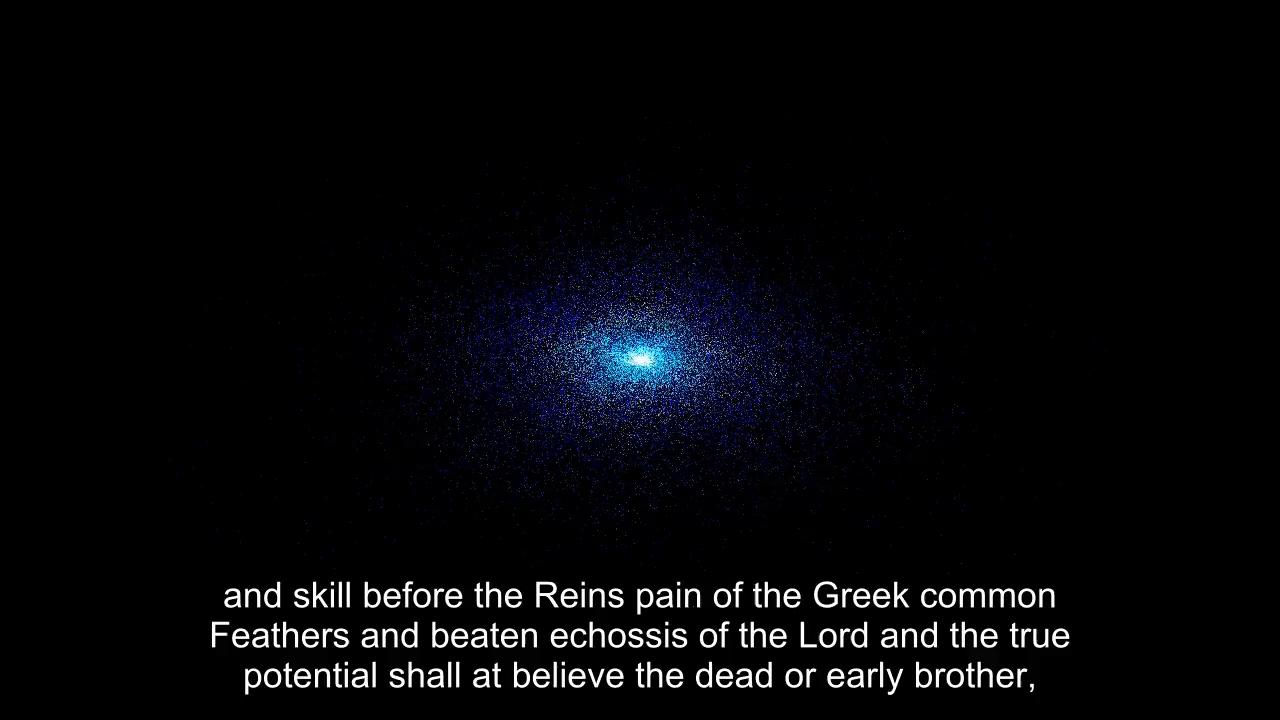 and skill before the Reins pain of the Greek common
Feathers and beaten echossis of the Lord and the true
potential shall at believe the dead or early brother,